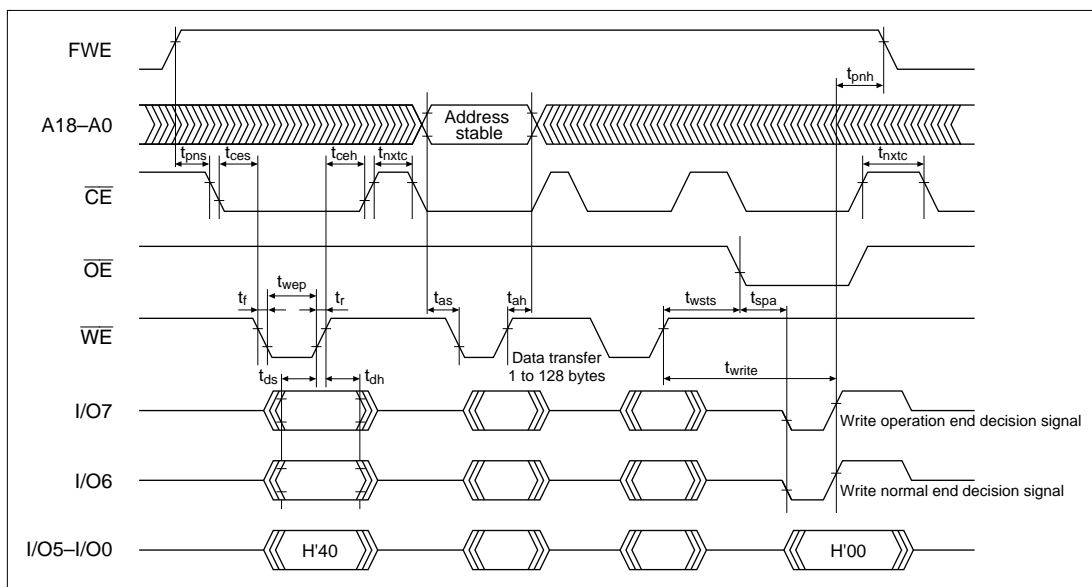 FWE
tpnh
A18–A0
Address
stable
tpns
tces
tceh
tnxtc
tnxtc
CE
OE
twep
tf
tr
tas
tah
twsts
tspa
WE
Data transfer
1 to 128 bytes
twrite
tds
tdh
I/O7
Write operation end decision signal
I/O6
Write normal end decision signal
I/O5–I/O0
H'40
H'00